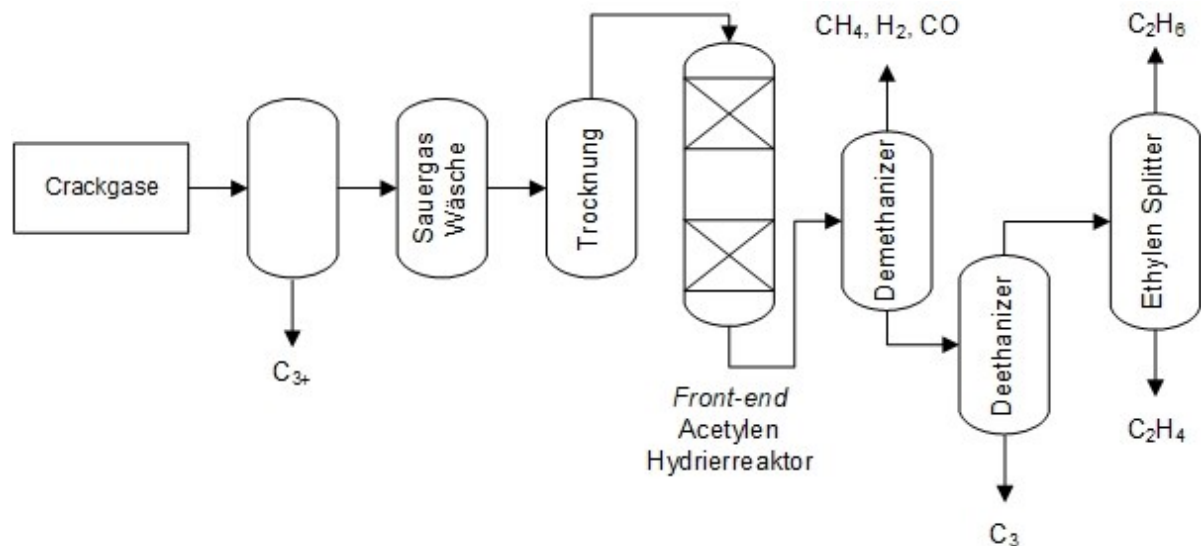 Crackgase
C₃₊
Sauergas
Wäsche
Trocknung
Front-end
Acetylen
Hydrierreaktor
CH₄, H₂, CO
Demethanizer
Deethanizer
C₃
C₂H₆
Ethylen Splitter
C₂H₄